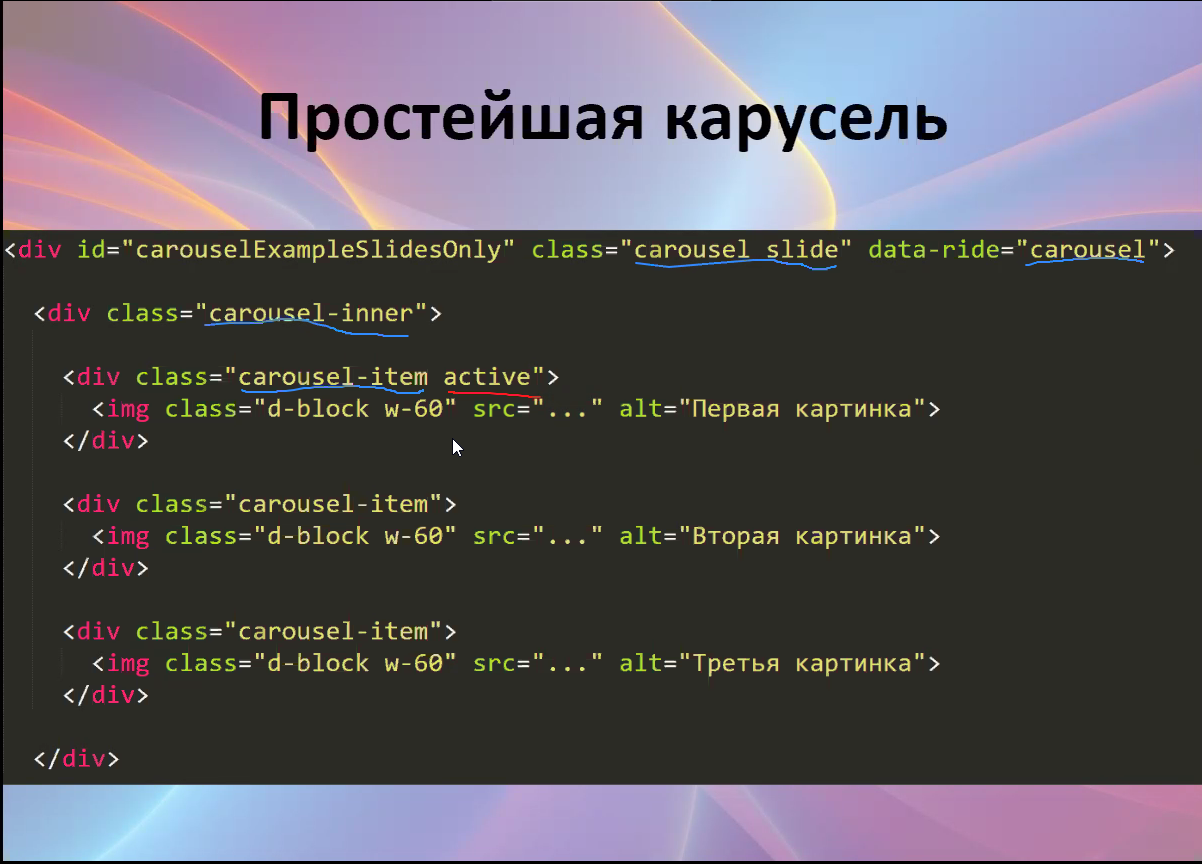 Простейшая карусель
<div id="carouselExampleSlidesOnly" class="carousel slide" data-ride="carousel">
<div class="carousel-inner">
<div class="carousel-item active">
<img class="d-block w-60" src="..." alt="Первая картинка">
</div>
<div class="carousel-item">
<img class="d-block w-60" src="..." alt="Вторая картинка">
</div>
<div class="carousel-item">
<img class="d-block w-60" src="..." alt="Третья картинка">
</div>
</div>